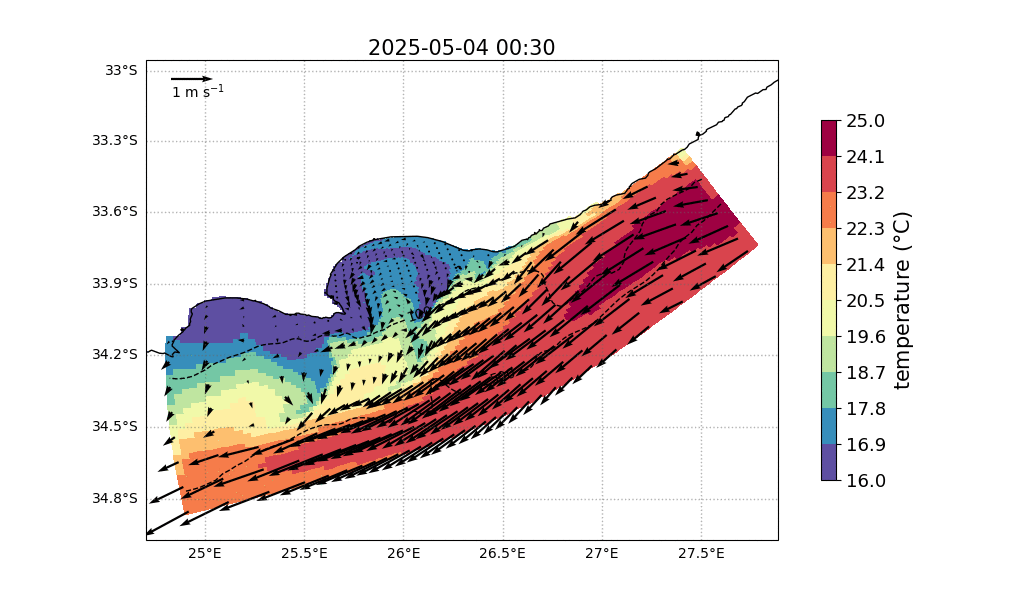 2025-05-04 00:30
33°S
1 m s⁻¹
33.3°S
33.6°S
33.9°S
34.2°S
34.5°S
34.8°S
25°E
25.5°E
26°E
26.5°E
27°E
27.5°E
25.0
24.1
23.2
22.3
21.4
20.5
19.6
18.7
17.8
16.9
16.0
temperature (°C)